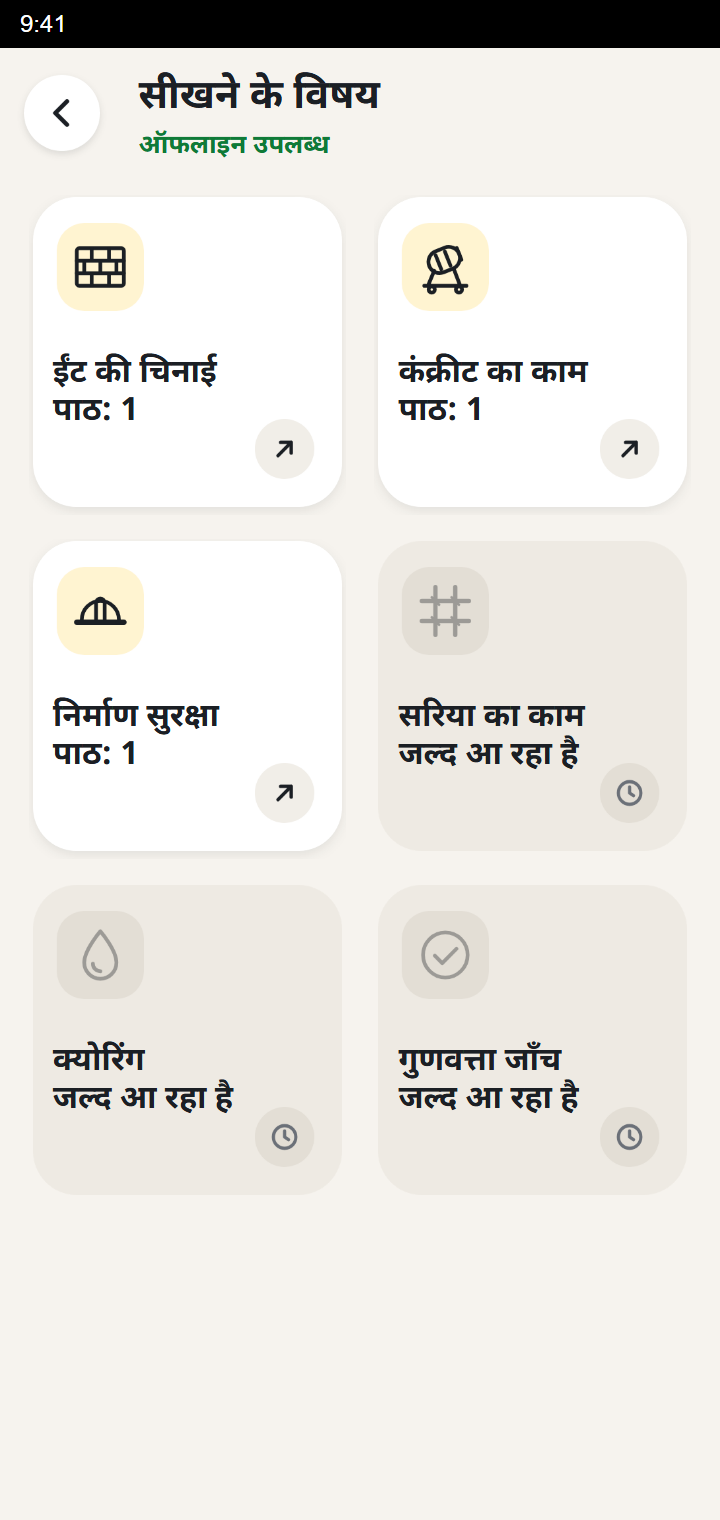 9:41
सीखने के विषय
ऑफलाइन उपलब्ध
ईंट की चिनाई
पाठ: 1
कंक्रीट का काम
पाठ: 1
निर्माण सुरक्षा
पाठ: 1
सरिया का काम
जल्द आ रहा है
क्योरिंग
जल्द आ रहा है
गुणवत्ता जाँच
जल्द आ रहा है